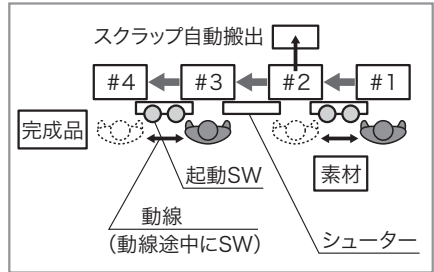 スクラップ自動搬出
#4
#3
#2
#1
完成品
起動SW
素材
動線
(動線途中にSW)
シューター